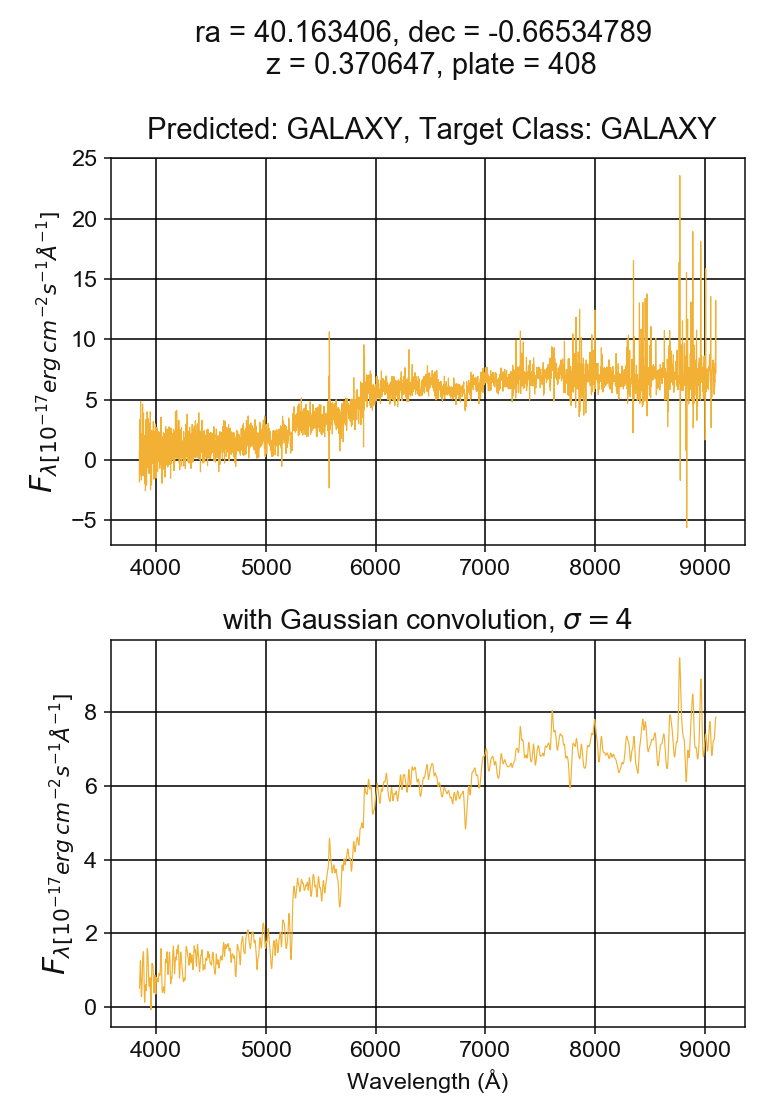 ra = 40.163406, dec = -0.66534789
z = 0.370647, plate = 408
Predicted: GALAXY, Target Class: GALAXY
25
20
15
10
5
0
−5
F_λ[10^{−17} erg cm^{−2} s^{−1} Å^{−1}]
4000 5000 6000 7000 8000 9000
with Gaussian convolution, σ = 4
8
6
4
2
0
F_λ[10^{−17} erg cm^{−2} s^{−1} Å^{−1}]
4000 5000 6000 7000 8000 9000
Wavelength (Å)